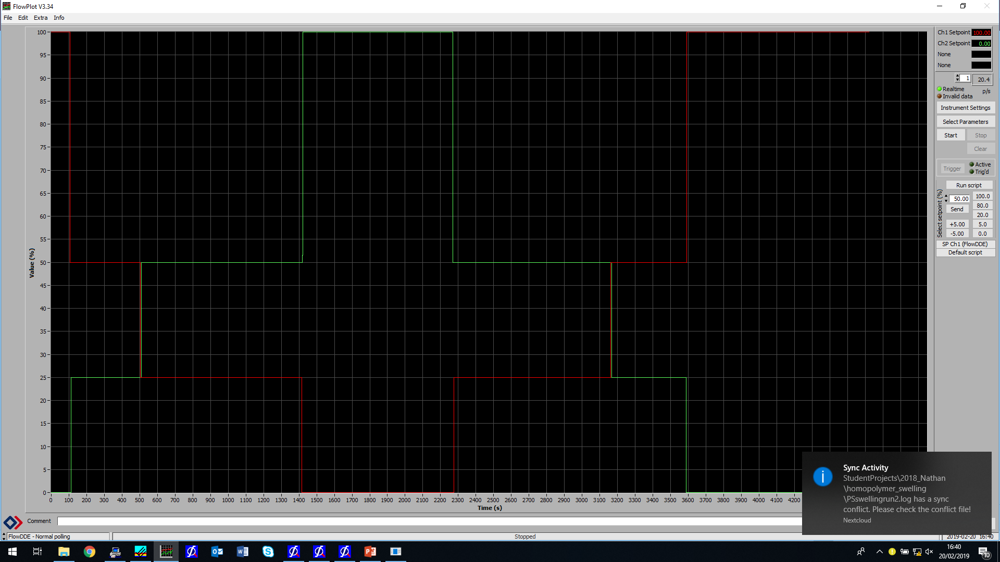 FlowPlot V3.34
File Edit Extra Info
Ch1 Setpoint 100.00
Ch2 Setpoint 0.00
None
None
1 20.4
Realtime p/s
Invalid data
Instrument Settings
Select Parameters
Start Stop
Clear
Trigger Active
Trig'd
Run script
Select setpoint (%)
50.00 100.0
Send 80.0
20.0
+5.00 5.0
-5.00 0.0
SP Ch1 (FlowDDE)
Default script
Value (%)
100
95
90
85
80
75
70
65
60
55
50
45
40
35
30
25
20
15
10
5
0
0 100 200 300 400 500 600 700 800 900 1000 1100 1200 1300 1400 1500 1600 1700 1800 1900 2000 2100 2200 2300 2400 2500 2600 2700 2800 2900 3000 3100 3200 3300 3400 3500 3600 3700 3800 3900 4000 4100 4200
Time (s)
Sync Activity
StudentProjects\2018_Nathan
\homopolymer_swelling
\PSswellingrun2.log has a sync
conflict. Please check the conflict file!
Nextcloud
Comment
FlowDDE - Normal polling Stopped 2019-02-20 16:40
16:40
20/02/2019
10